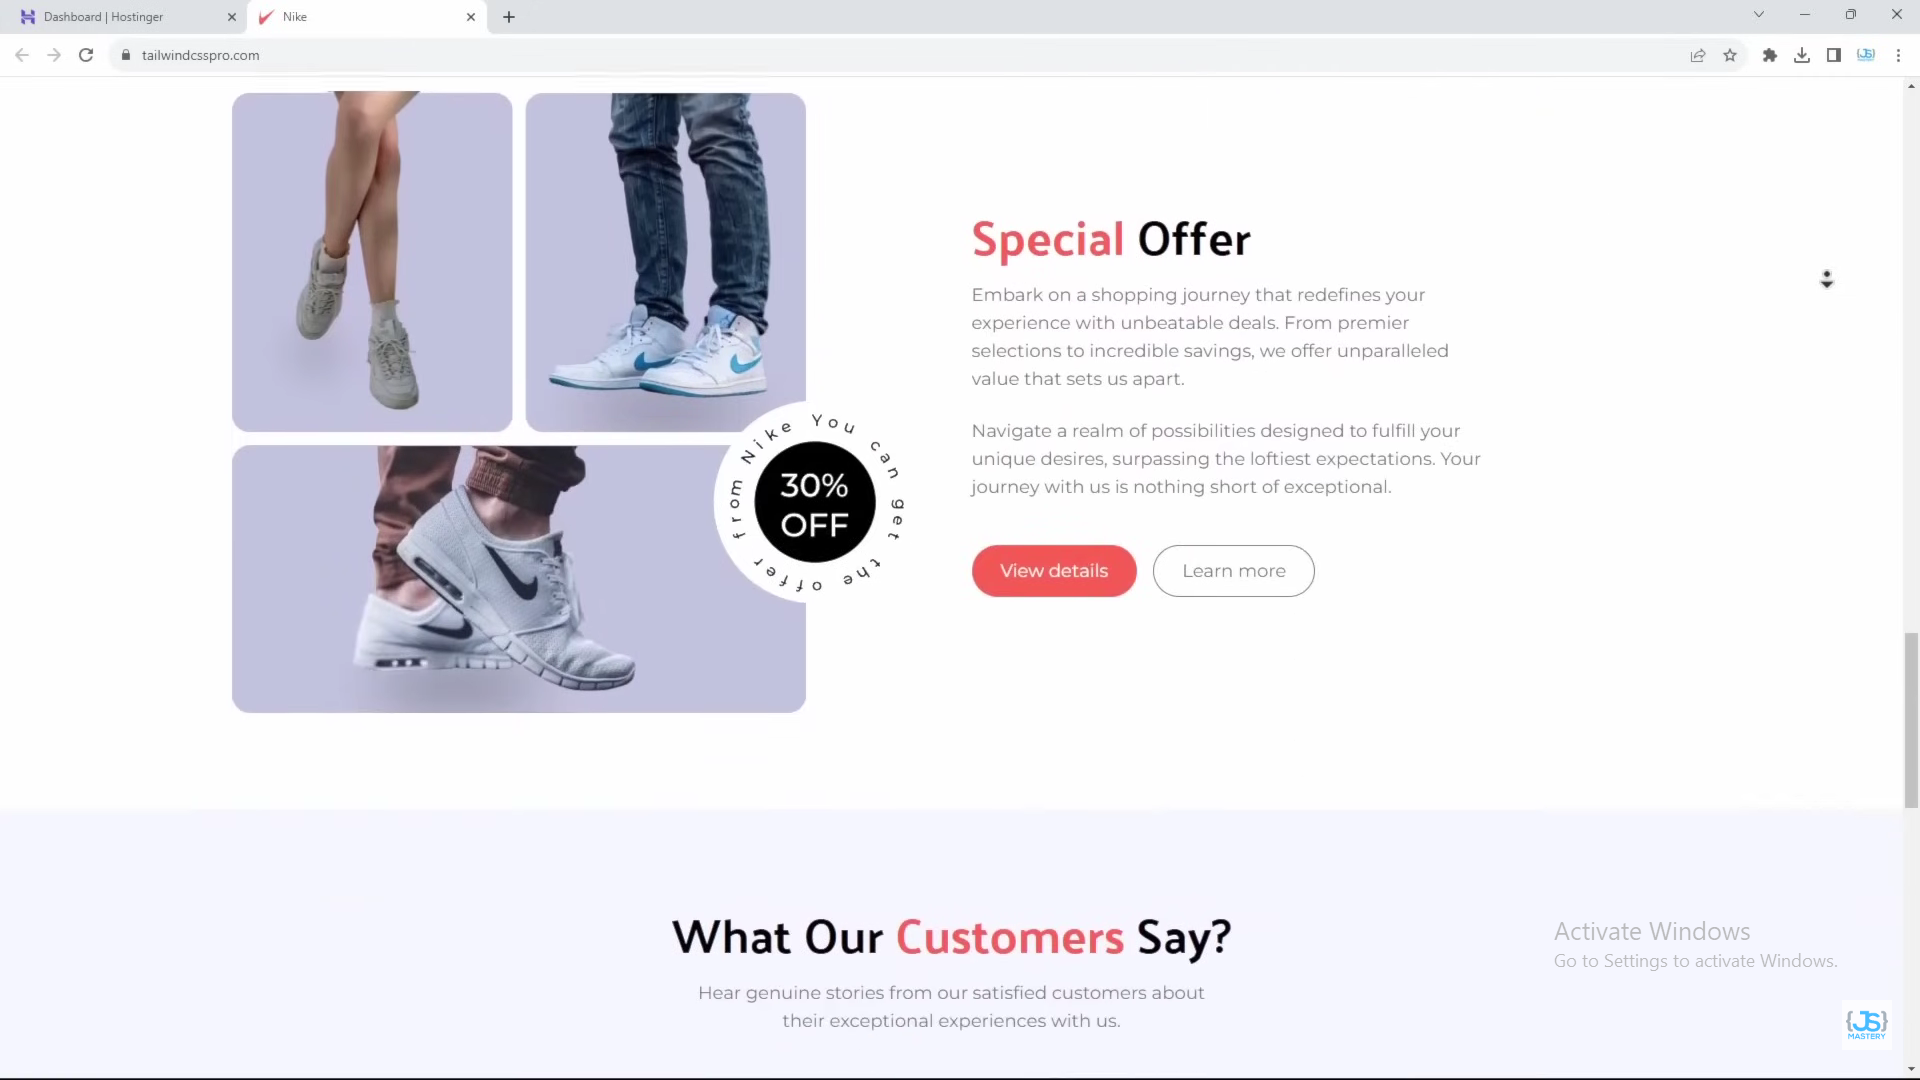 Dashboard | Hostinger
Nike
tailwindcsspro.com
Special Offer
Embark on a shopping journey that redefines your
experience with unbeatable deals. From premier
selections to incredible savings, we offer unparalleled
value that sets us apart.
Navigate a realm of possibilities designed to fulfill your
unique desires, surpassing the loftiest expectations. Your
journey with us is nothing short of exceptional.
You can get the offer from Nike
30%
OFF
View details
Learn more
What Our Customers Say?
Hear genuine stories from our satisfied customers about
their exceptional experiences with us.
Activate Windows
Go to Settings to activate Windows.
{JS}
MASTERY